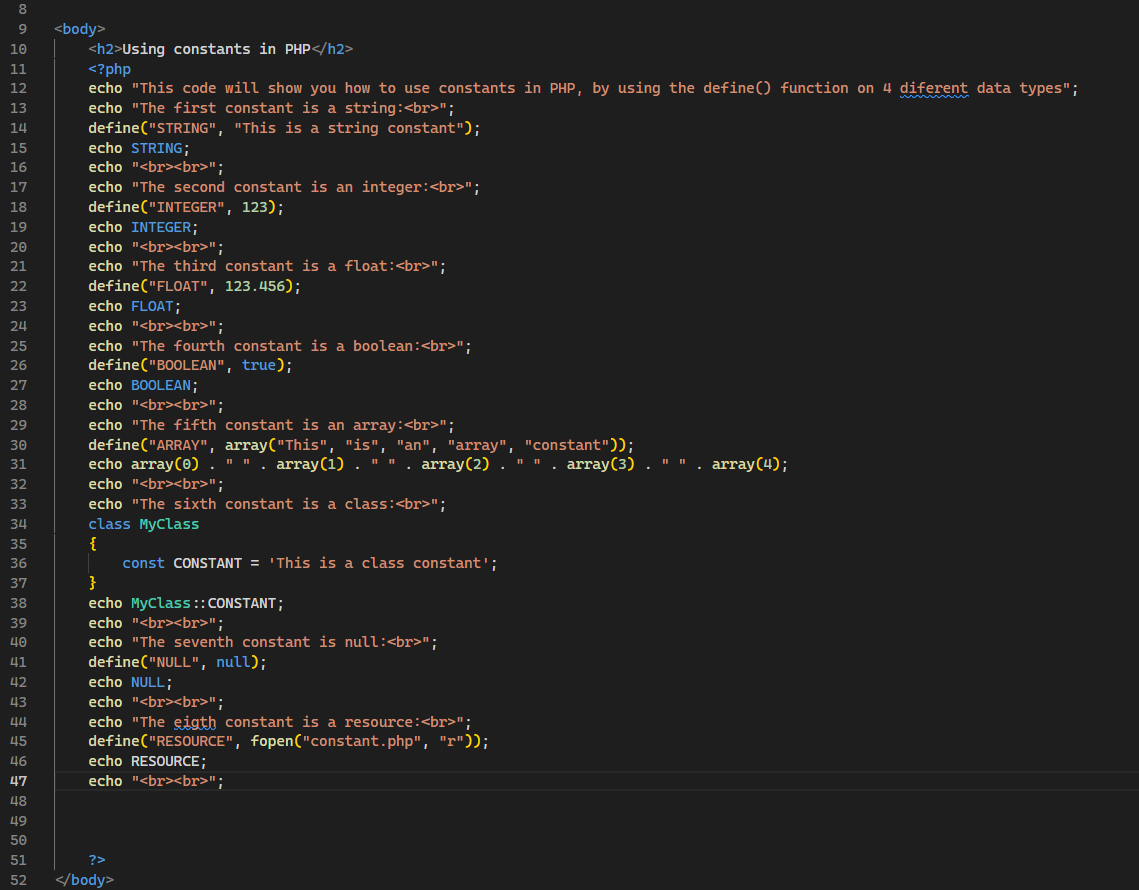 8
9 <body>
10 <h2>Using constants in PHP</h2>
11 <?php
12 echo "This code will show you how to use constants in PHP, by using the define() function on 4 diferent data types";
13 echo "The first constant is a string:<br>";
14 define("STRING", "This is a string constant");
15 echo STRING;
16 echo "<br><br>";
17 echo "The second constant is an integer:<br>";
18 define("INTEGER", 123);
19 echo INTEGER;
20 echo "<br><br>";
21 echo "The third constant is a float:<br>";
22 define("FLOAT", 123.456);
23 echo FLOAT;
24 echo "<br><br>";
25 echo "The fourth constant is a boolean:<br>";
26 define("BOOLEAN", true);
27 echo BOOLEAN;
28 echo "<br><br>";
29 echo "The fifth constant is an array:<br>";
30 define("ARRAY", array("This", "is", "an", "array", "constant"));
31 echo array(0) . " " . array(1) . " " . array(2) . " " . array(3) . " " . array(4);
32 echo "<br><br>";
33 echo "The sixth constant is a class:<br>";
34 class MyClass
35 {
36 const CONSTANT = 'This is a class constant';
37 }
38 echo MyClass::CONSTANT;
39 echo "<br><br>";
40 echo "The seventh constant is null:<br>";
41 define("NULL", null);
42 echo NULL;
43 echo "<br><br>";
44 echo "The eigth constant is a resource:<br>";
45 define("RESOURCE", fopen("constant.php", "r"));
46 echo RESOURCE;
47 echo "<br><br>";
48
49
50
51 ?>
52 </body>